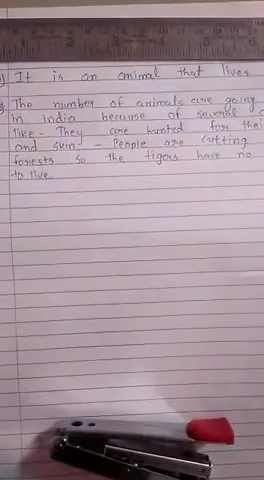 It is an animal that lives
The number of animals are going
in india because of several
like - They are hunted for thei
and skin. - People are cutting
forests so the tigers have no
to live